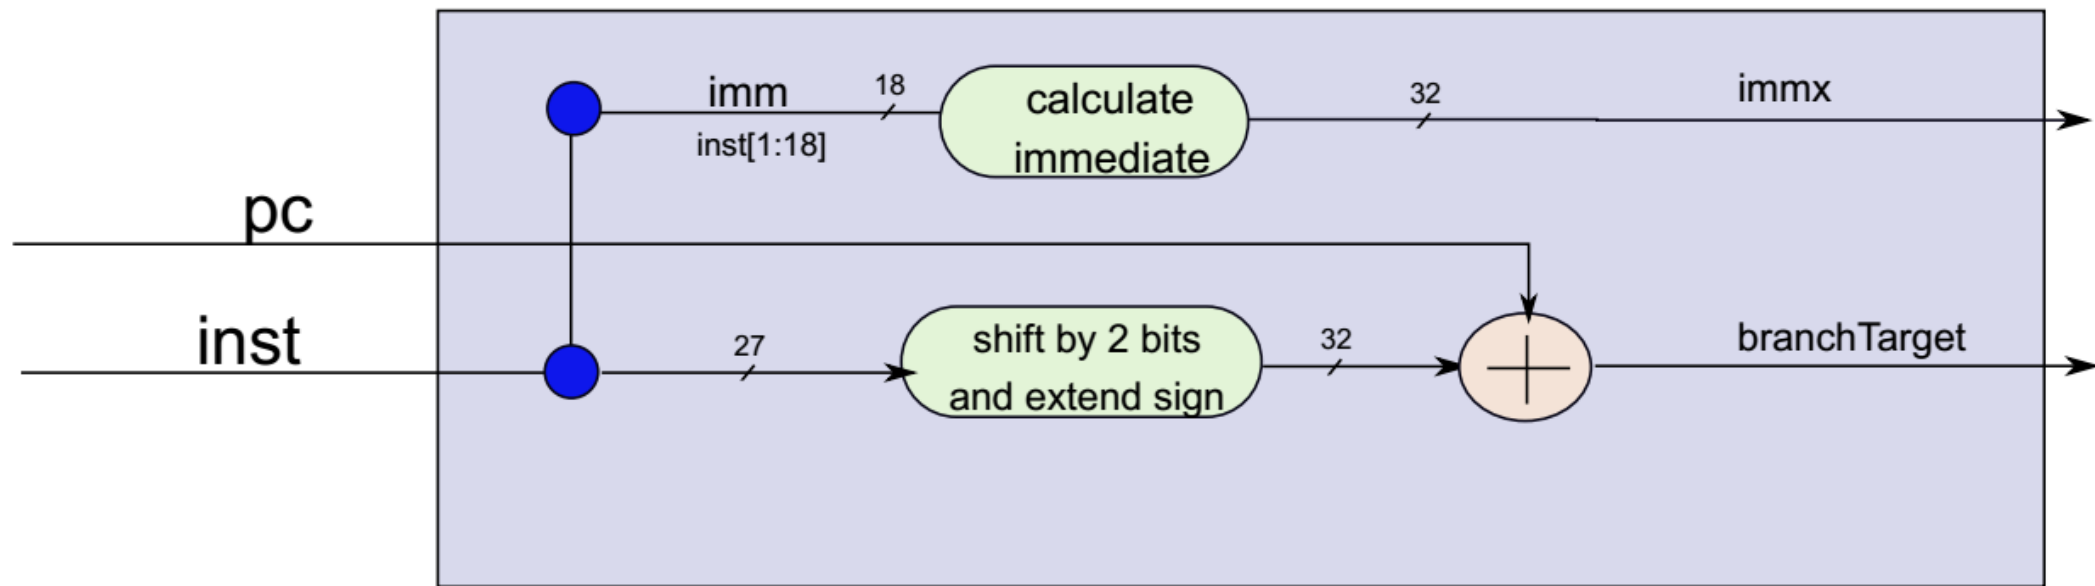 imm
18
inst[1:18]
calculate
immediate
32
immx
pc
inst
27
shift by 2 bits
and extend sign
32
branchTarget